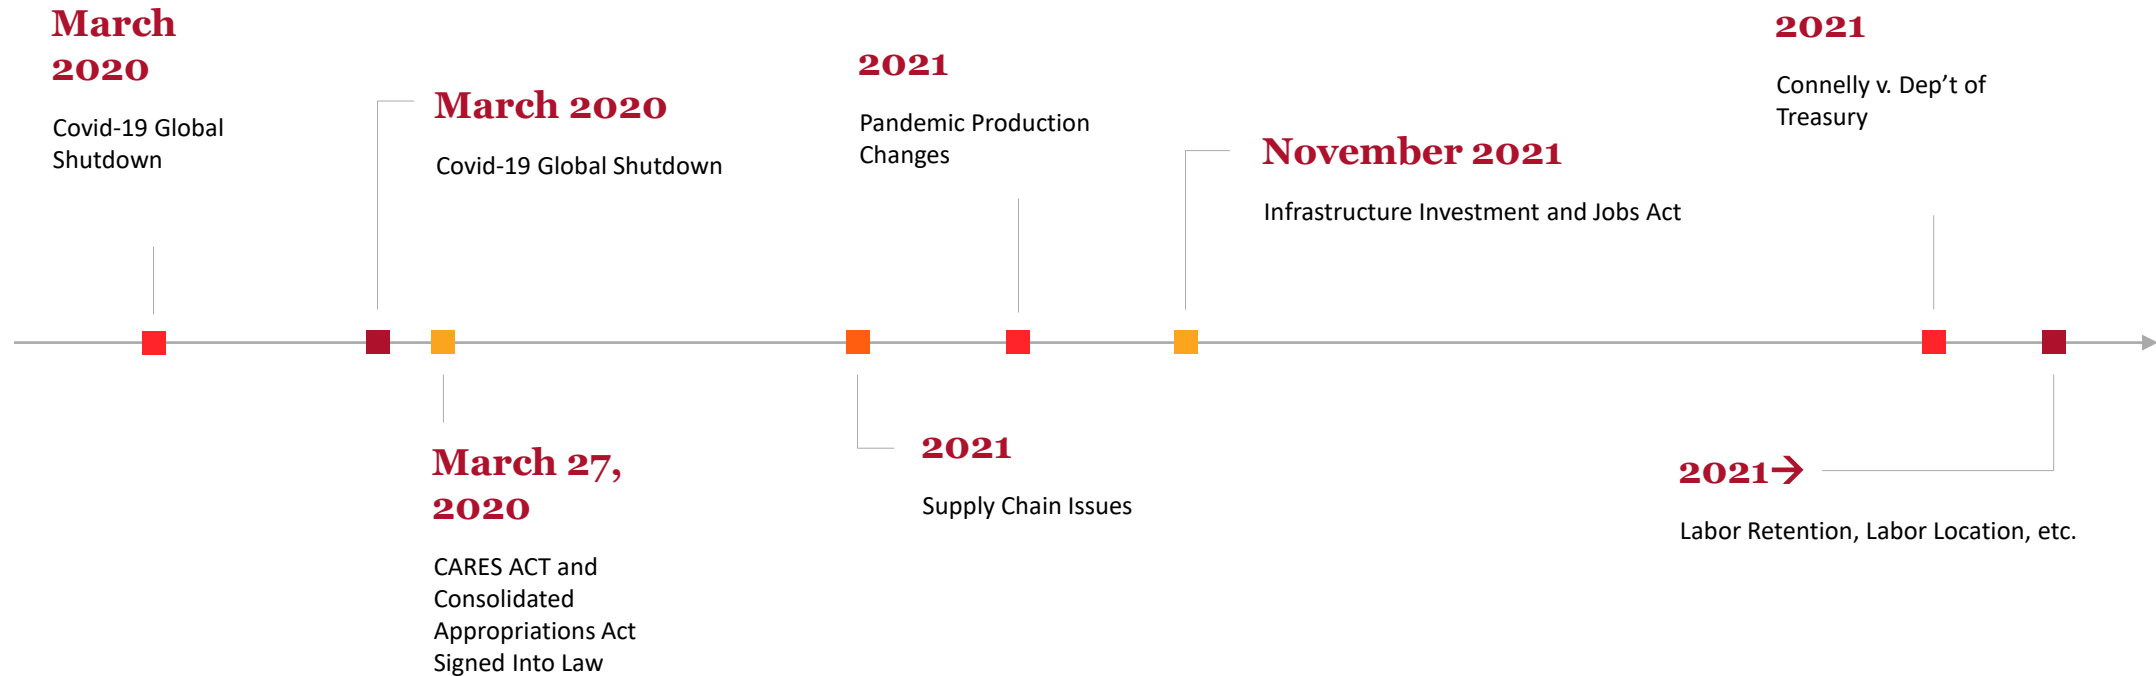 March
2020
Covid-19 Global
Shutdown
March 2020
Covid-19 Global Shutdown
March 27,
2020
CARES ACT and
Consolidated
Appropriations Act
Signed Into Law
2021
Pandemic Production
Changes
2021
Supply Chain Issues
November 2021
Infrastructure Investment and Jobs Act
2021
Connelly v. Dep’t of
Treasury
2021→
Labor Retention, Labor Location, etc.